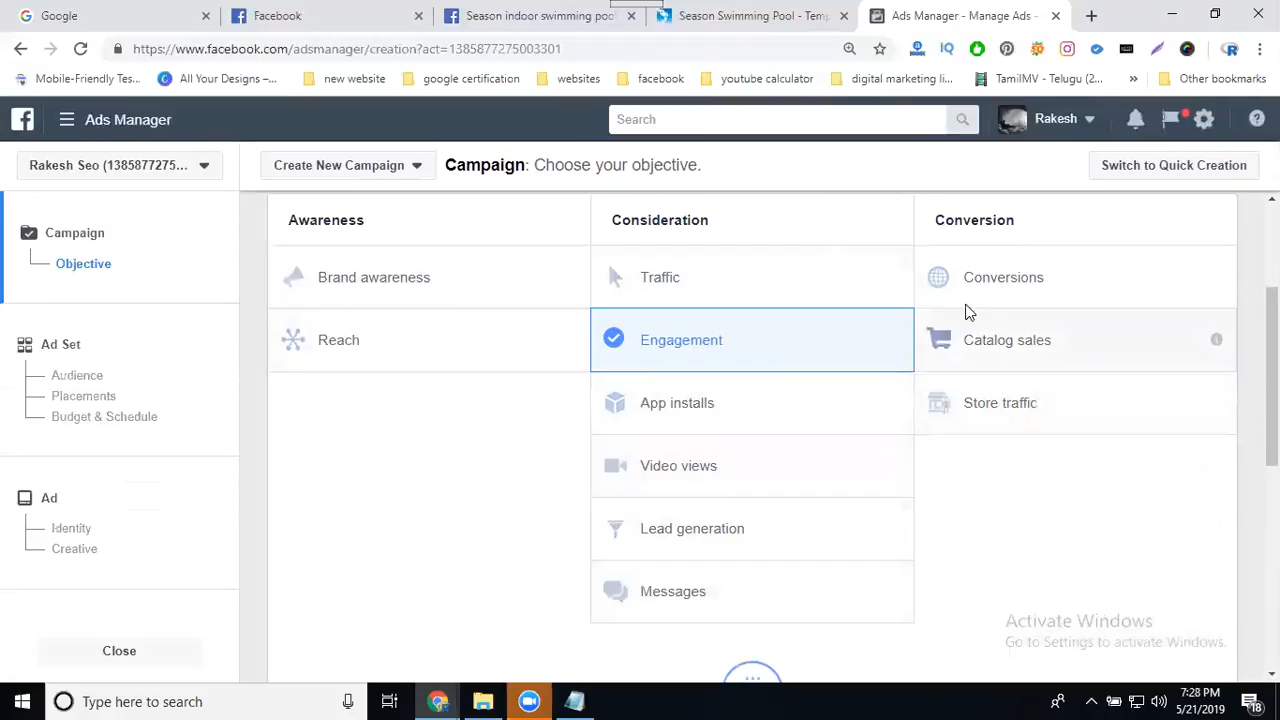 Google
Facebook
Season indoor swimming pool
Season Swimming Pool - Temp
Ads Manager - Manage Ads -
https://www.facebook.com/adsmanager/creation?act=1385877275003301
Mobile-Friendly Tes...
All Your Designs –...
new website
google certification
websites
facebook
youtube calculator
digital marketing li...
TamilMV - Telugu (2...
Other bookmarks
Ads Manager
Search
Rakesh
Rakesh Seo (1385877275...
Create New Campaign
Campaign: Choose your objective.
Switch to Quick Creation
Campaign
Objective
Ad Set
Audience
Placements
Budget & Schedule
Ad
Identity
Creative
Close
Awareness
Consideration
Conversion
Brand awareness
Traffic
Conversions
Reach
Engagement
Catalog sales
App installs
Store traffic
Video views
Lead generation
Messages
Activate Windows
Go to Settings to activate Windows.
Type here to search
7:28 PM
5/21/2019
18